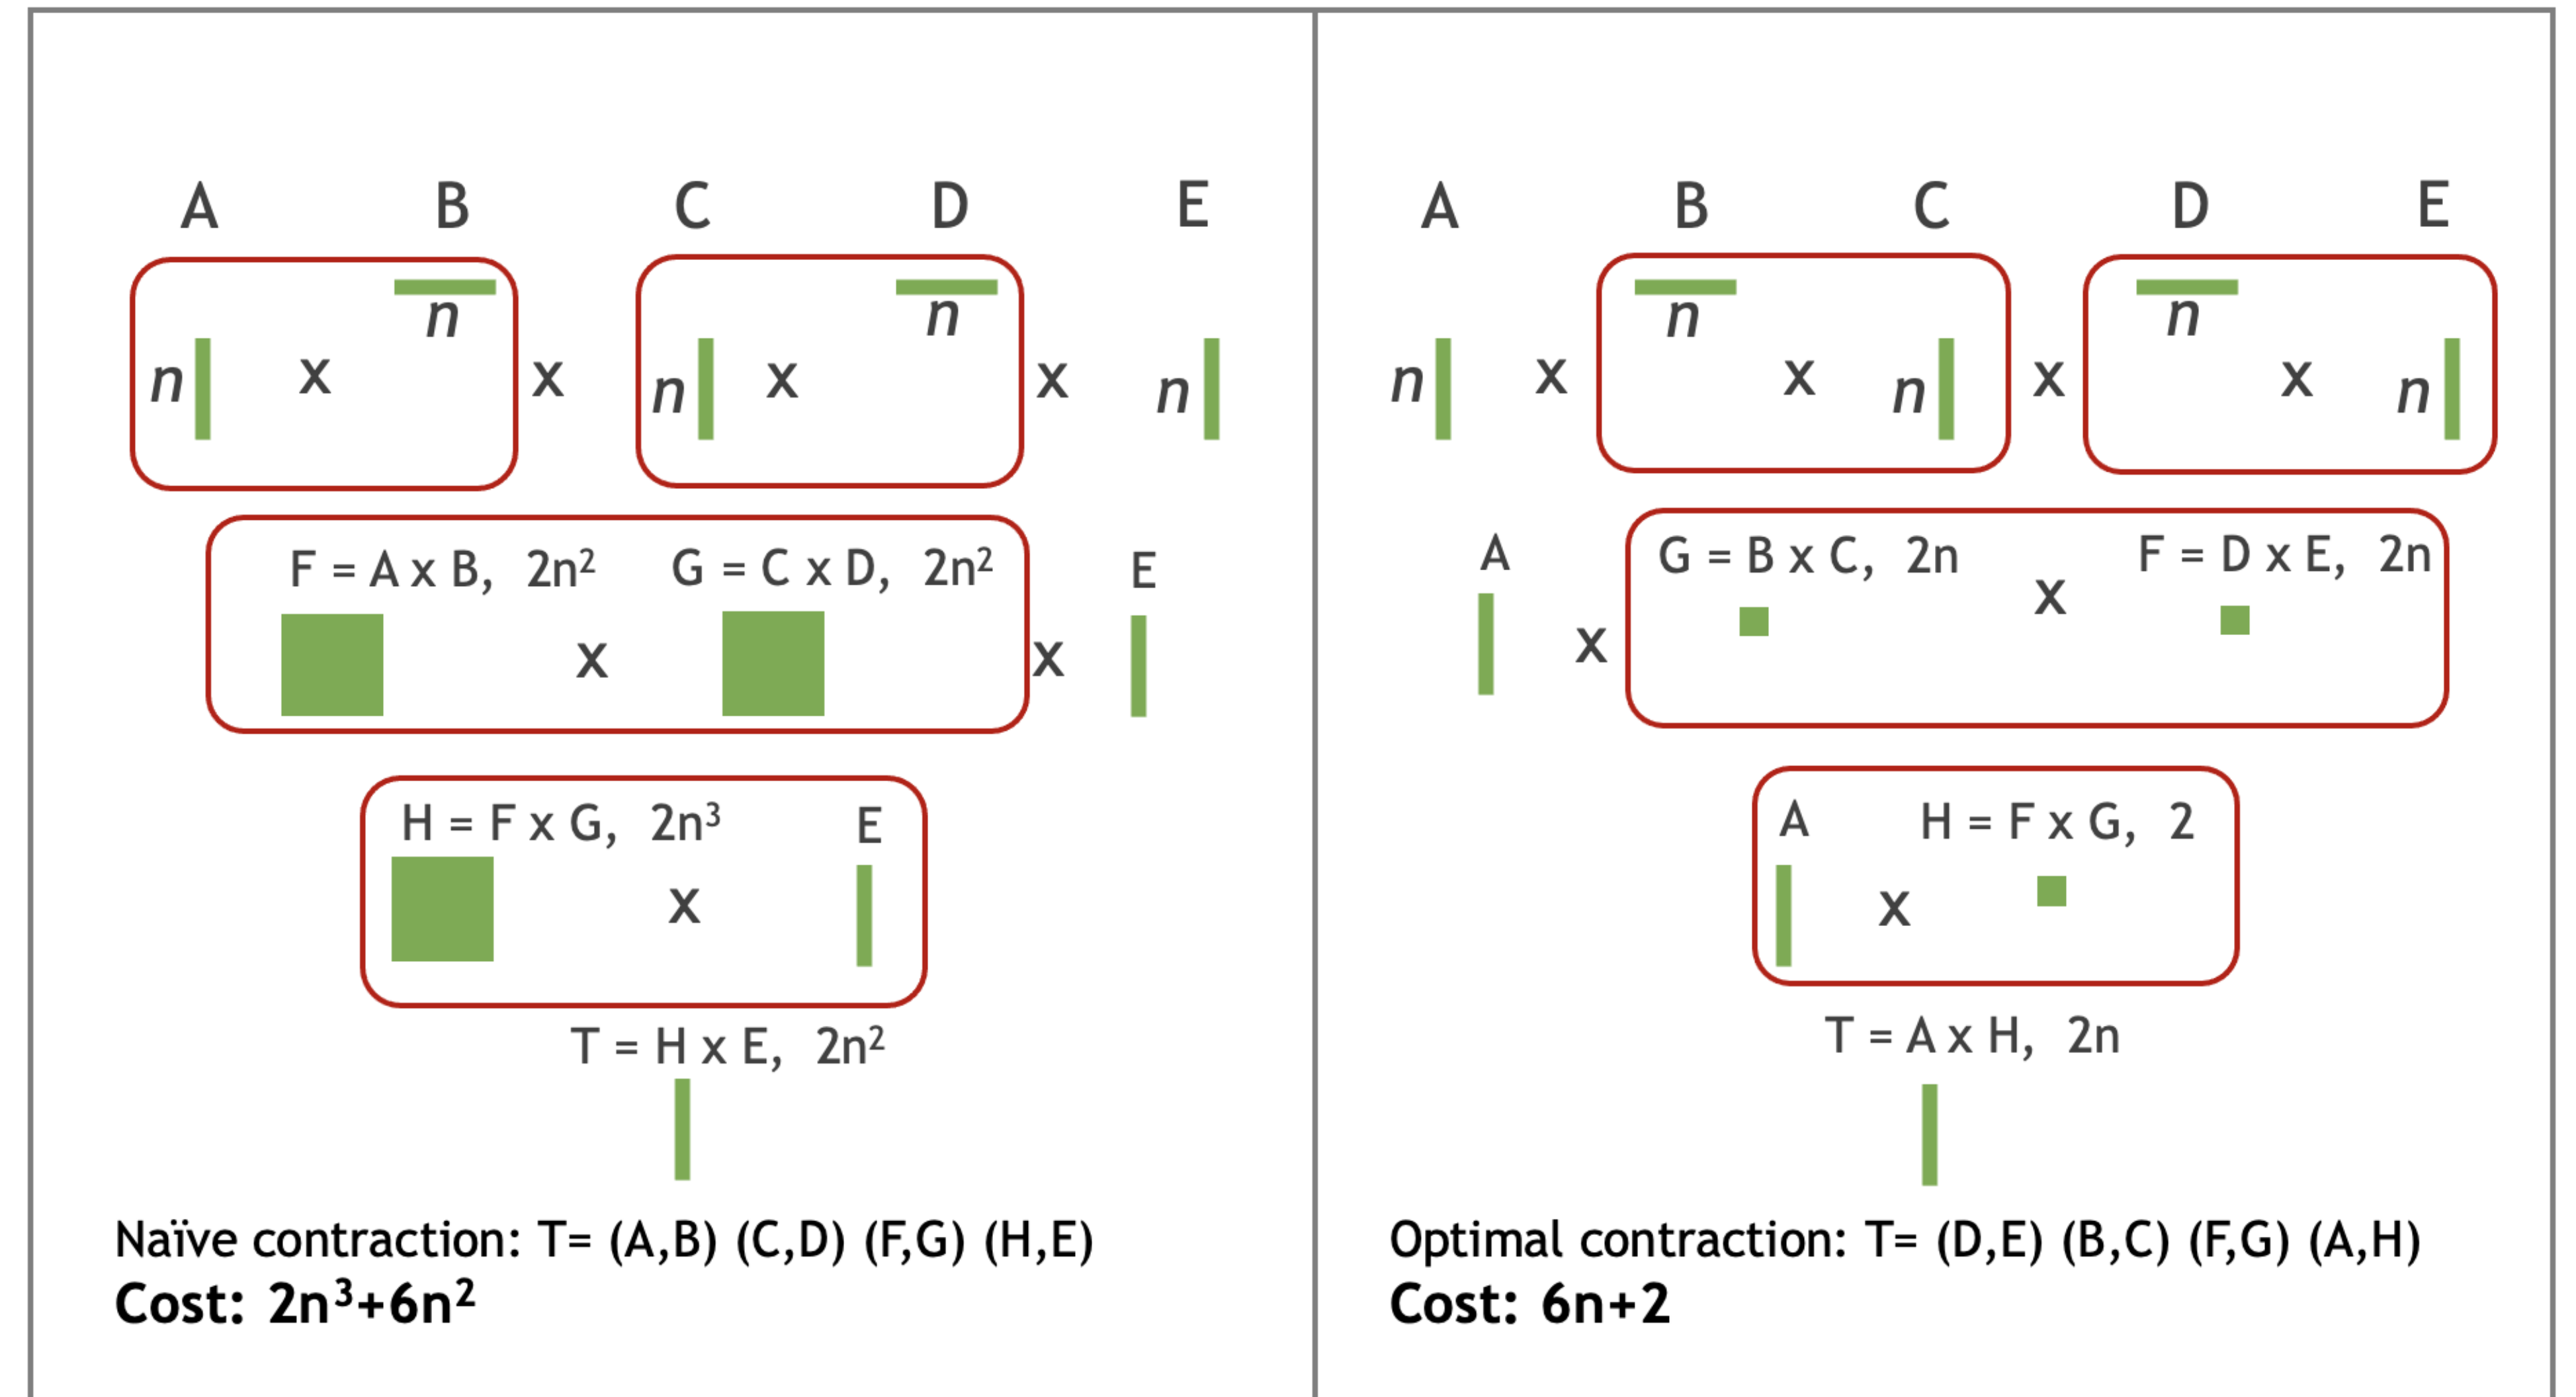 A B C D E
n
n
n x x n x x n
F = A x B, 2n² G = C x D, 2n² E
x x
H = F x G, 2n³ E
x
T = H x E, 2n²
Naïve contraction: T= (A,B) (C,D) (F,G) (H,E)
Cost: 2n³+6n²
A B C D E
n
n
n x x n x x n
A G = B x C, 2n x F = D x E, 2n
x
A H = F x G, 2
x
T = A x H, 2n
Optimal contraction: T= (D,E) (B,C) (F,G) (A,H)
Cost: 6n+2